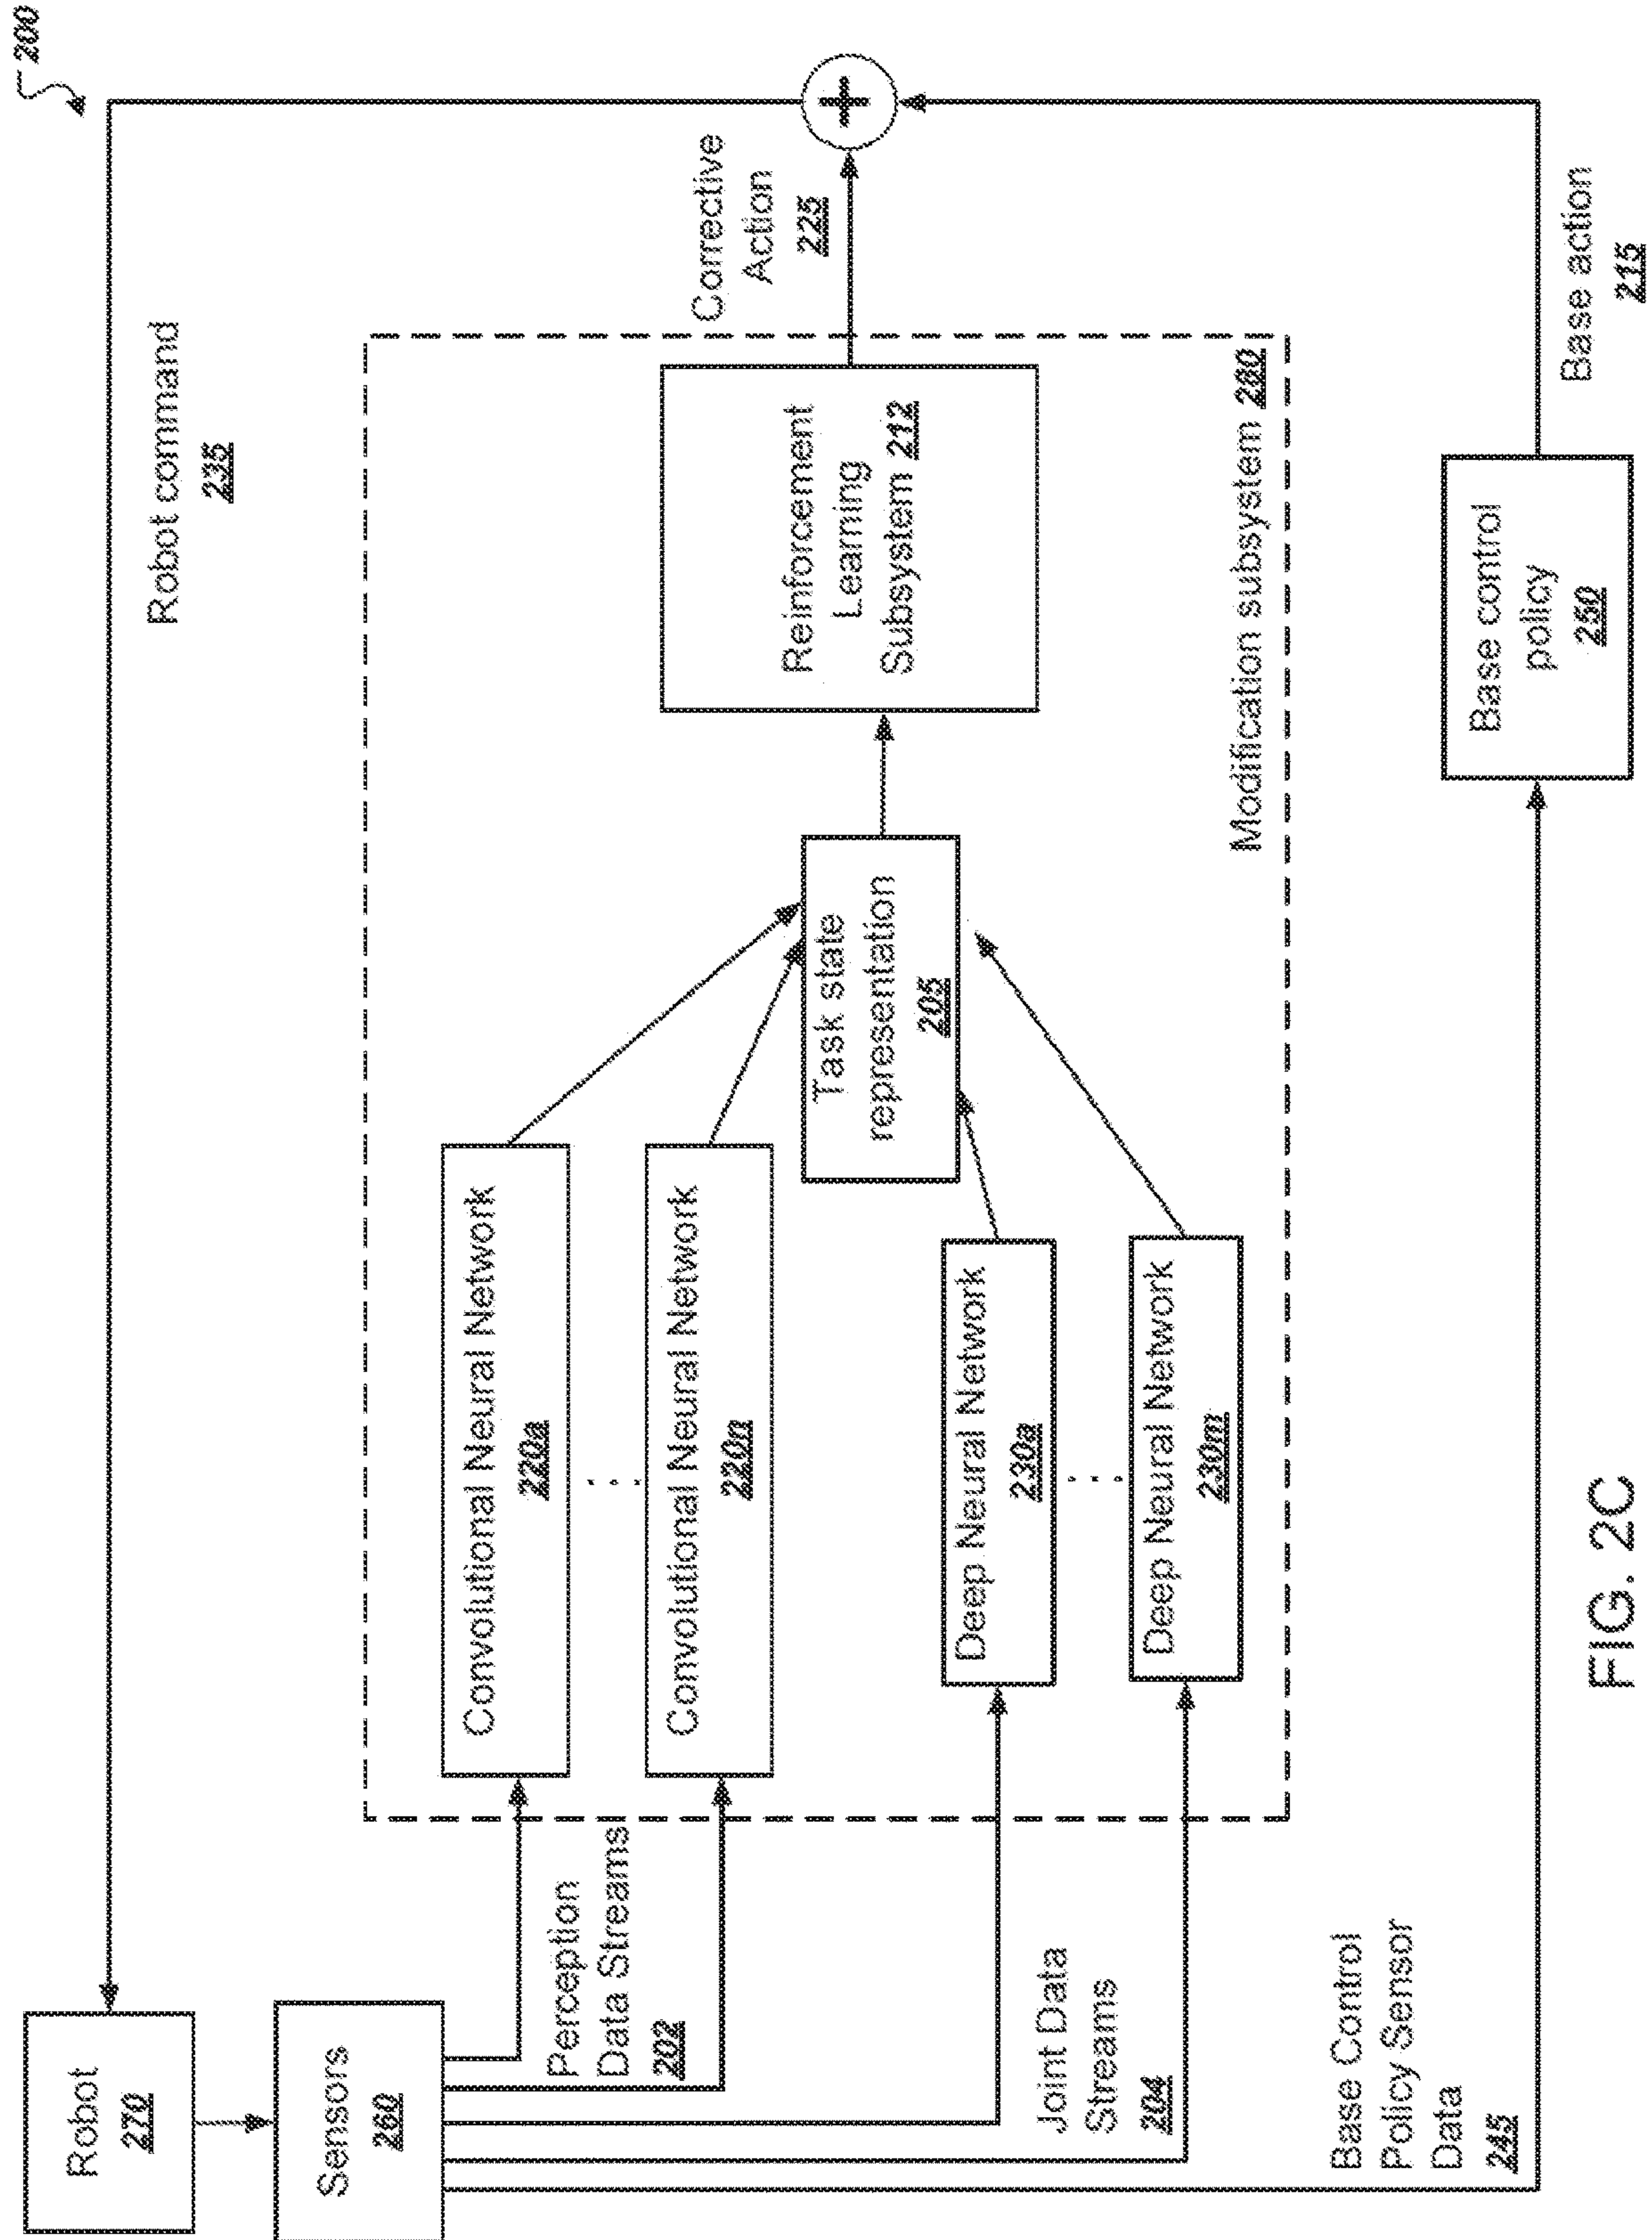 200
Robot
270
Robot command
235
Sensors
260
Perception
Data Streams
202
Convolutional Neural Network
220a
. . .
Convolutional Neural Network
220n
Task state
representation
205
Reinforcement
Learning
Subsystem 212
Corrective
Action
225
+
Joint Data
Streams
204
Deep Neural Network
230a
. . .
Deep Neural Network
230m
Modification subsystem 280
Base Control
Policy Sensor
Data
245
Base control
policy
250
Base action
215
FIG. 2C